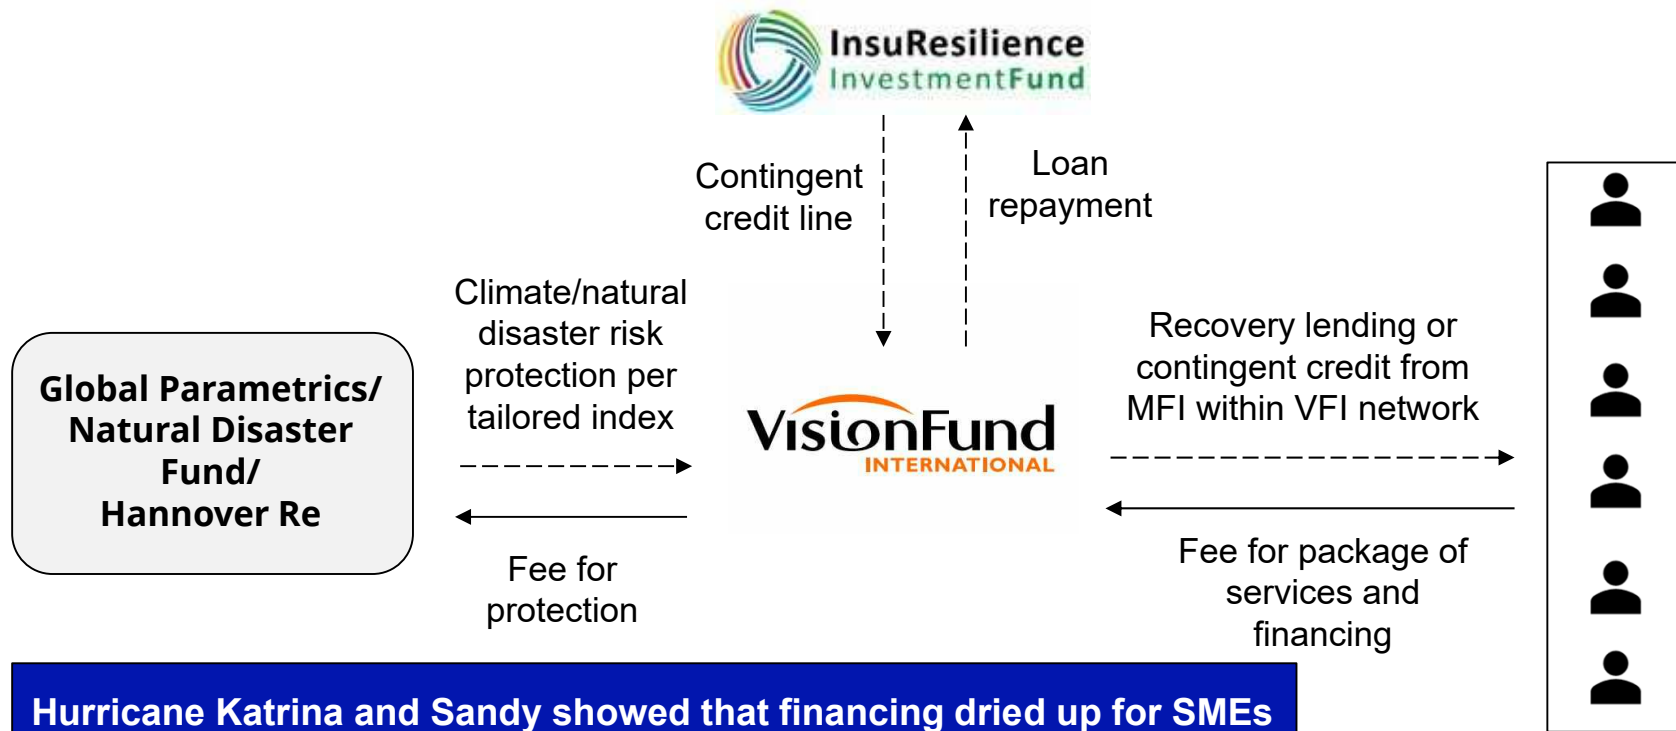 InsuResilience
InvestmentFund
Contingent
credit line
Loan
repayment
Climate/natural
disaster risk
protection per
tailored index
Global Parametrics/
Natural Disaster
Fund/
Hannover Re
VisionFund
INTERNATIONAL
Recovery lending or
contingent credit from
MFI within VFI network
Fee for
protection
Fee for package of
services and
financing
Hurricane Katrina and Sandy showed that financing dried up for SMEs